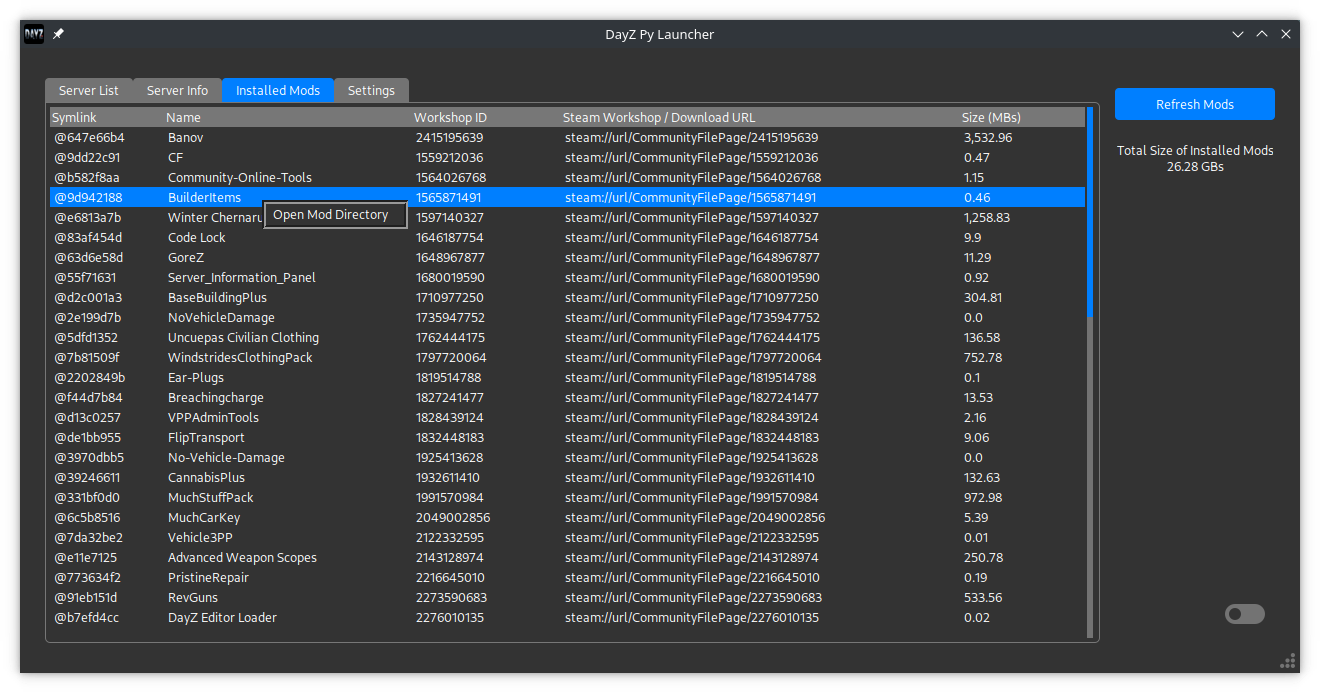 DAYZ DayZ Py Launcher
Server List Server Info Installed Mods Settings
Refresh Mods
Total Size of Installed Mods
26.28 GBs
Symlink Name Workshop ID Steam Workshop / Download URL Size (MBs)
@647e66b4 Banov 2415195639 steam://url/CommunityFilePage/2415195639 3,532.96
@9dd22c91 CF 1559212036 steam://url/CommunityFilePage/1559212036 0.47
@b582f8aa Community-Online-Tools 1564026768 steam://url/CommunityFilePage/1564026768 1.15
@9d942188 BuilderItems 1565871491 steam://url/CommunityFilePage/1565871491 0.46
@e6813a7b Winter Chernaru 1597140327 steam://url/CommunityFilePage/1597140327 1,258.83
Open Mod Directory
@83af454d Code Lock 1646187754 steam://url/CommunityFilePage/1646187754 9.9
@63d6e58d GoreZ 1648967877 steam://url/CommunityFilePage/1648967877 11.29
@55f71631 Server_Information_Panel 1680019590 steam://url/CommunityFilePage/1680019590 0.92
@d2c001a3 BaseBuildingPlus 1710977250 steam://url/CommunityFilePage/1710977250 304.81
@2e199d7b NoVehicleDamage 1735947752 steam://url/CommunityFilePage/1735947752 0.0
@5dfd1352 Uncuepas Civilian Clothing 1762444175 steam://url/CommunityFilePage/1762444175 136.58
@7b81509f WindstridesClothingPack 1797720064 steam://url/CommunityFilePage/1797720064 752.78
@2202849b Ear-Plugs 1819514788 steam://url/CommunityFilePage/1819514788 0.1
@f44d7b84 Breachingcharge 1827241477 steam://url/CommunityFilePage/1827241477 13.53
@d13c0257 VPPAdminTools 1828439124 steam://url/CommunityFilePage/1828439124 2.16
@de1bb955 FlipTransport 1832448183 steam://url/CommunityFilePage/1832448183 9.06
@3970dbb5 No-Vehicle-Damage 1925413628 steam://url/CommunityFilePage/1925413628 0.0
@39246611 CannabisPlus 1932611410 steam://url/CommunityFilePage/1932611410 132.63
@331bf0d0 MuchStuffPack 1991570984 steam://url/CommunityFilePage/1991570984 972.98
@6c5b8516 MuchCarKey 2049002856 steam://url/CommunityFilePage/2049002856 5.39
@7da32be2 Vehicle3PP 2122332595 steam://url/CommunityFilePage/2122332595 0.01
@e11e7125 Advanced Weapon Scopes 2143128974 steam://url/CommunityFilePage/2143128974 250.78
@773634f2 PristineRepair 2216645010 steam://url/CommunityFilePage/2216645010 0.19
@91eb151d RevGuns 2273590683 steam://url/CommunityFilePage/2273590683 533.56
@b7efd4cc DayZ Editor Loader 2276010135 steam://url/CommunityFilePage/2276010135 0.02